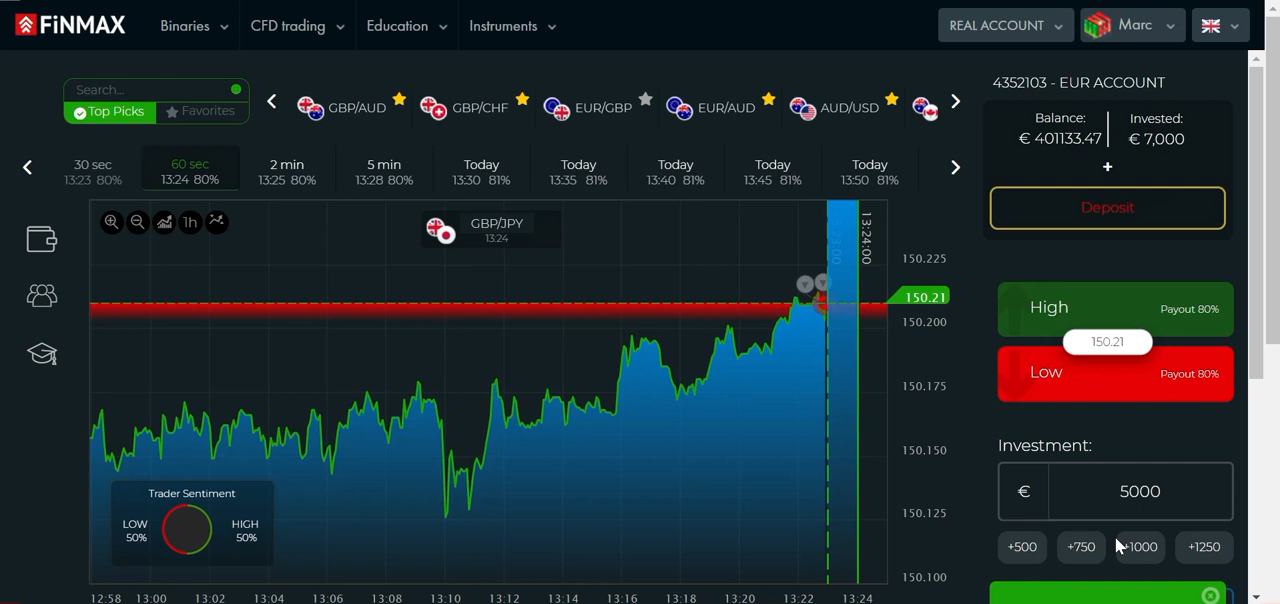 FiNMAX
Binaries
CFD trading
Education
Instruments
REAL ACCOUNT
Marc
Search...
Top Picks
Favorites
GBP/AUD
GBP/CHF
EUR/GBP
EUR/AUD
AUD/USD
30 sec
13:23 80%
60 sec
13:24 80%
2 min
13:25 80%
5 min
13:28 80%
Today
13:30 81%
Today
13:35 81%
Today
13:40 81%
Today
13:45 81%
Today
13:50 81%
1h
GBP/JPY
13:24
13:23:00
13:24:00
150.225
150.21
150.200
150.175
150.150
150.125
150.100
Trader Sentiment
LOW
50%
HIGH
50%
12:58 13:00 13:02 13:04 13:06 13:08 13:10 13:12 13:14 13:16 13:18 13:20 13:22 13:24
4352103 - EUR ACCOUNT
Balance:
€ 401133.47
Invested:
€ 7,000
+
Deposit
High
Payout 80%
150.21
Low
Payout 80%
Investment:
€ 5000
+500
+750
+1000
+1250